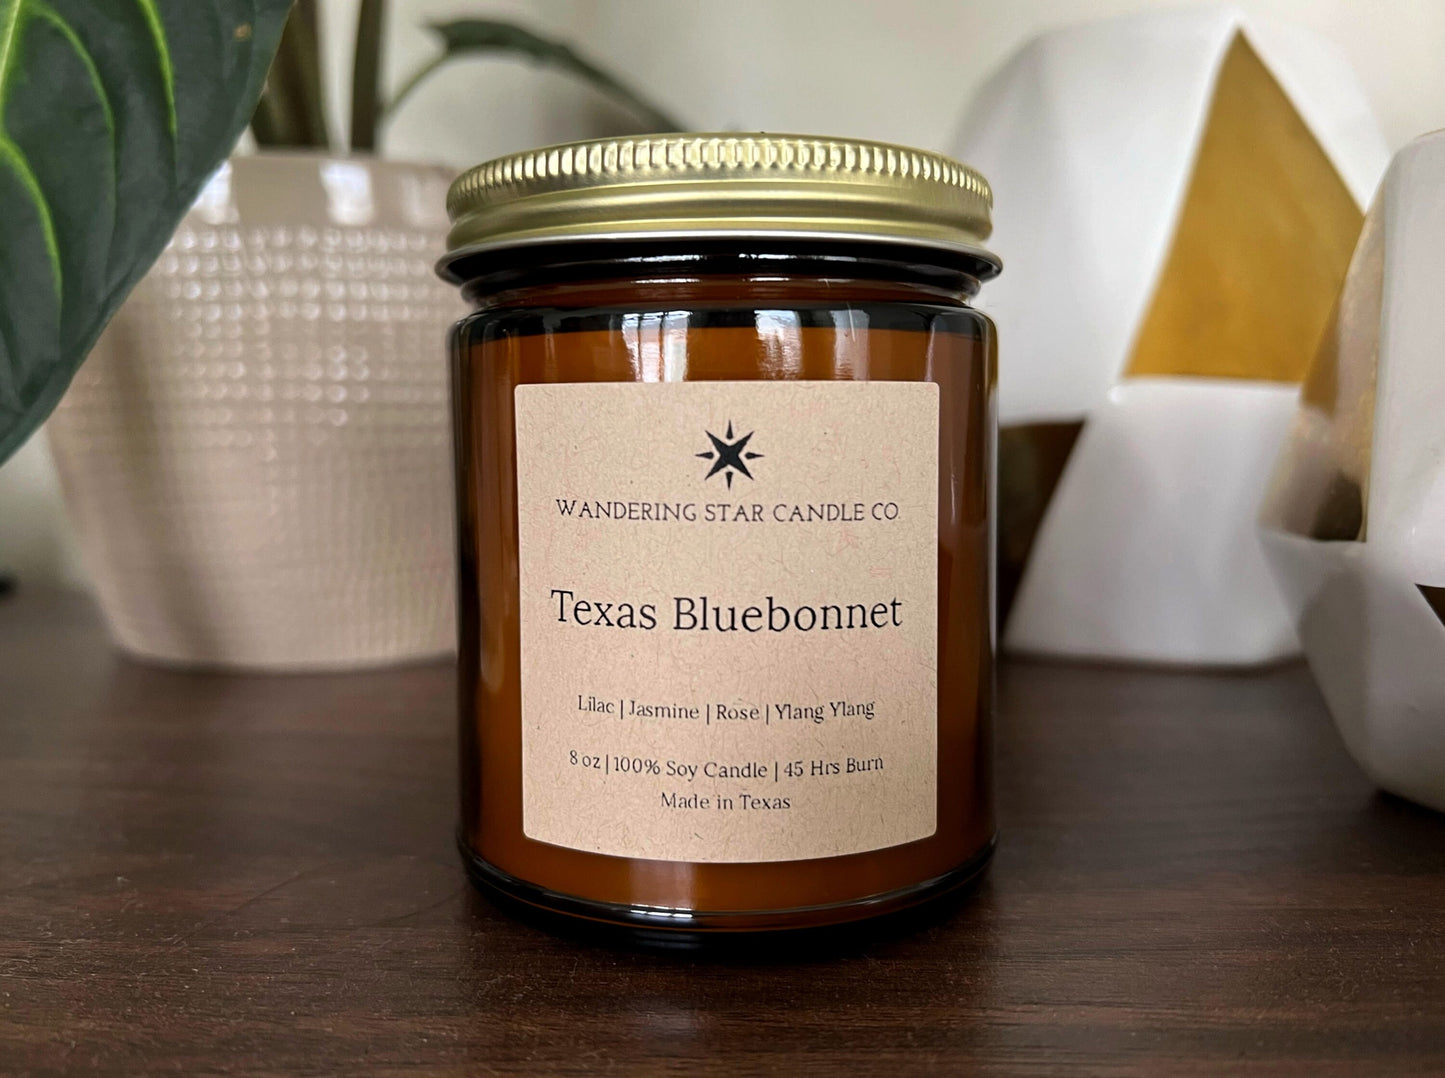 WANDERING STAR CANDLE CO.
Texas Bluebonnet
Lilac | Jasmine | Rose | Ylang Ylang
8 oz | 100% Soy Candle | 45 Hrs Burn
Made in Texas